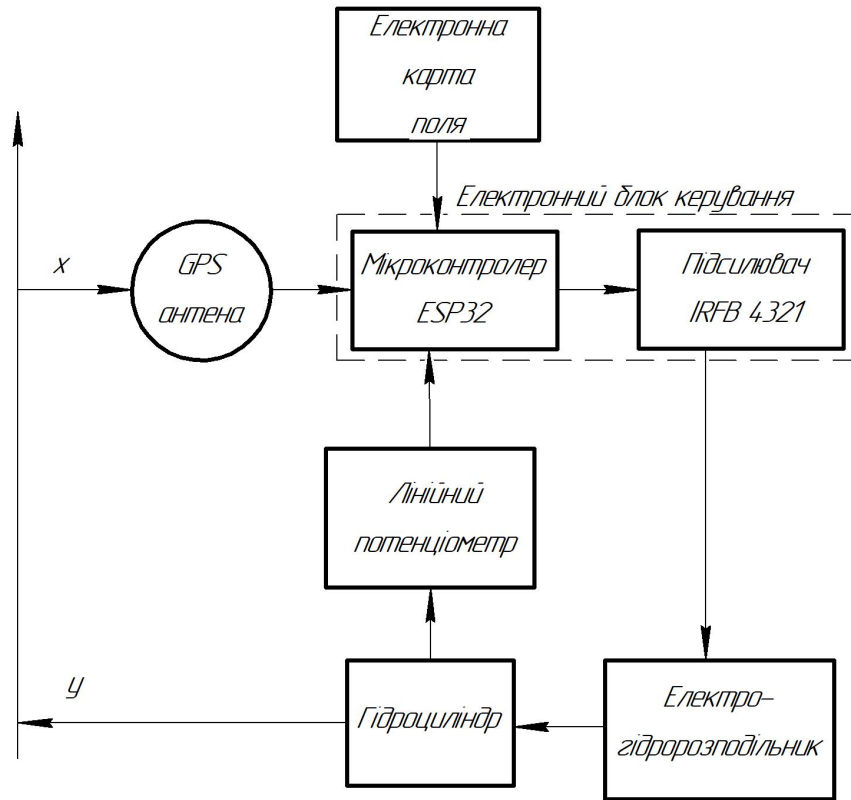 Електронна
карта
поля
Електронний блок керування
x
GPS
антена
Мікроконтролер
ESP32
Підсилювач
IRFB 4321
Лінійний
потенціометр
y
Гідроциліндр
Електро-
гідророзподільник